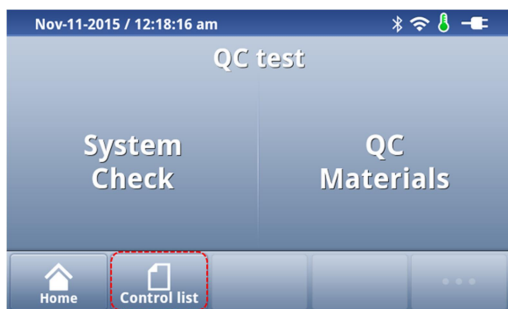 Nov-11-2015 / 12:18:16 am
QC test
System
Check
QC
Materials
Home
Control list